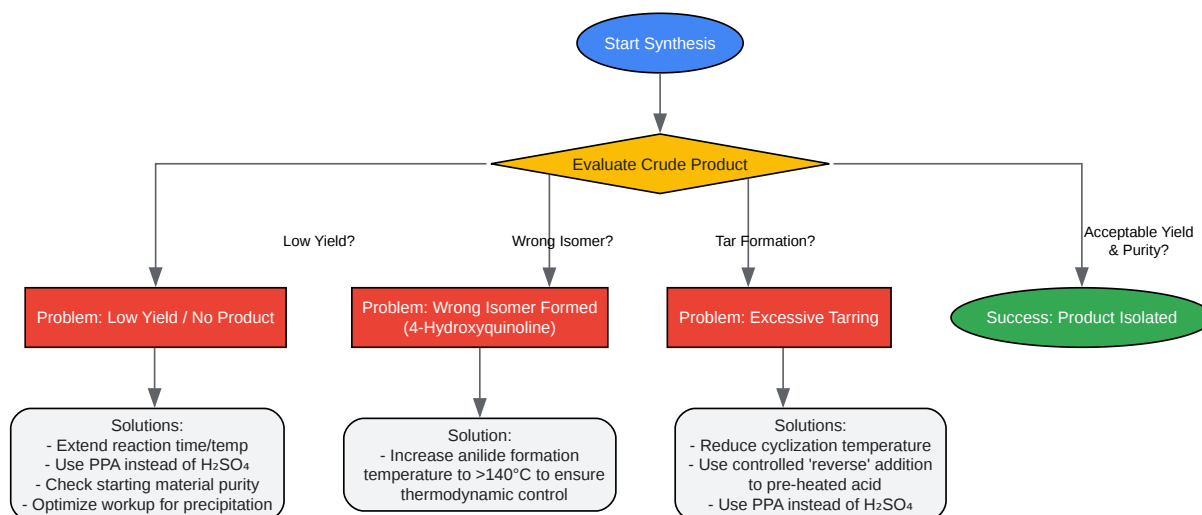 Start Synthesis
Evaluate Crude Product
Low Yield?
Wrong Isomer?
Tar Formation?
Acceptable Yield
& Purity?
Problem: Low Yield / No Product
Problem: Wrong Isomer Formed
(4-Hydroxyquinoline)
Problem: Excessive Tarring
Success: Product Isolated
Solutions:
- Extend reaction time/temp
- Use PPA instead of H₂SO₄
- Check starting material purity
- Optimize workup for precipitation
Solution:
- Increase anilide formation
temperature to >140°C to ensure
thermodynamic control
Solutions:
- Reduce cyclization temperature
- Use controlled 'reverse' addition
to pre-heated acid
- Use PPA instead of H₂SO₄